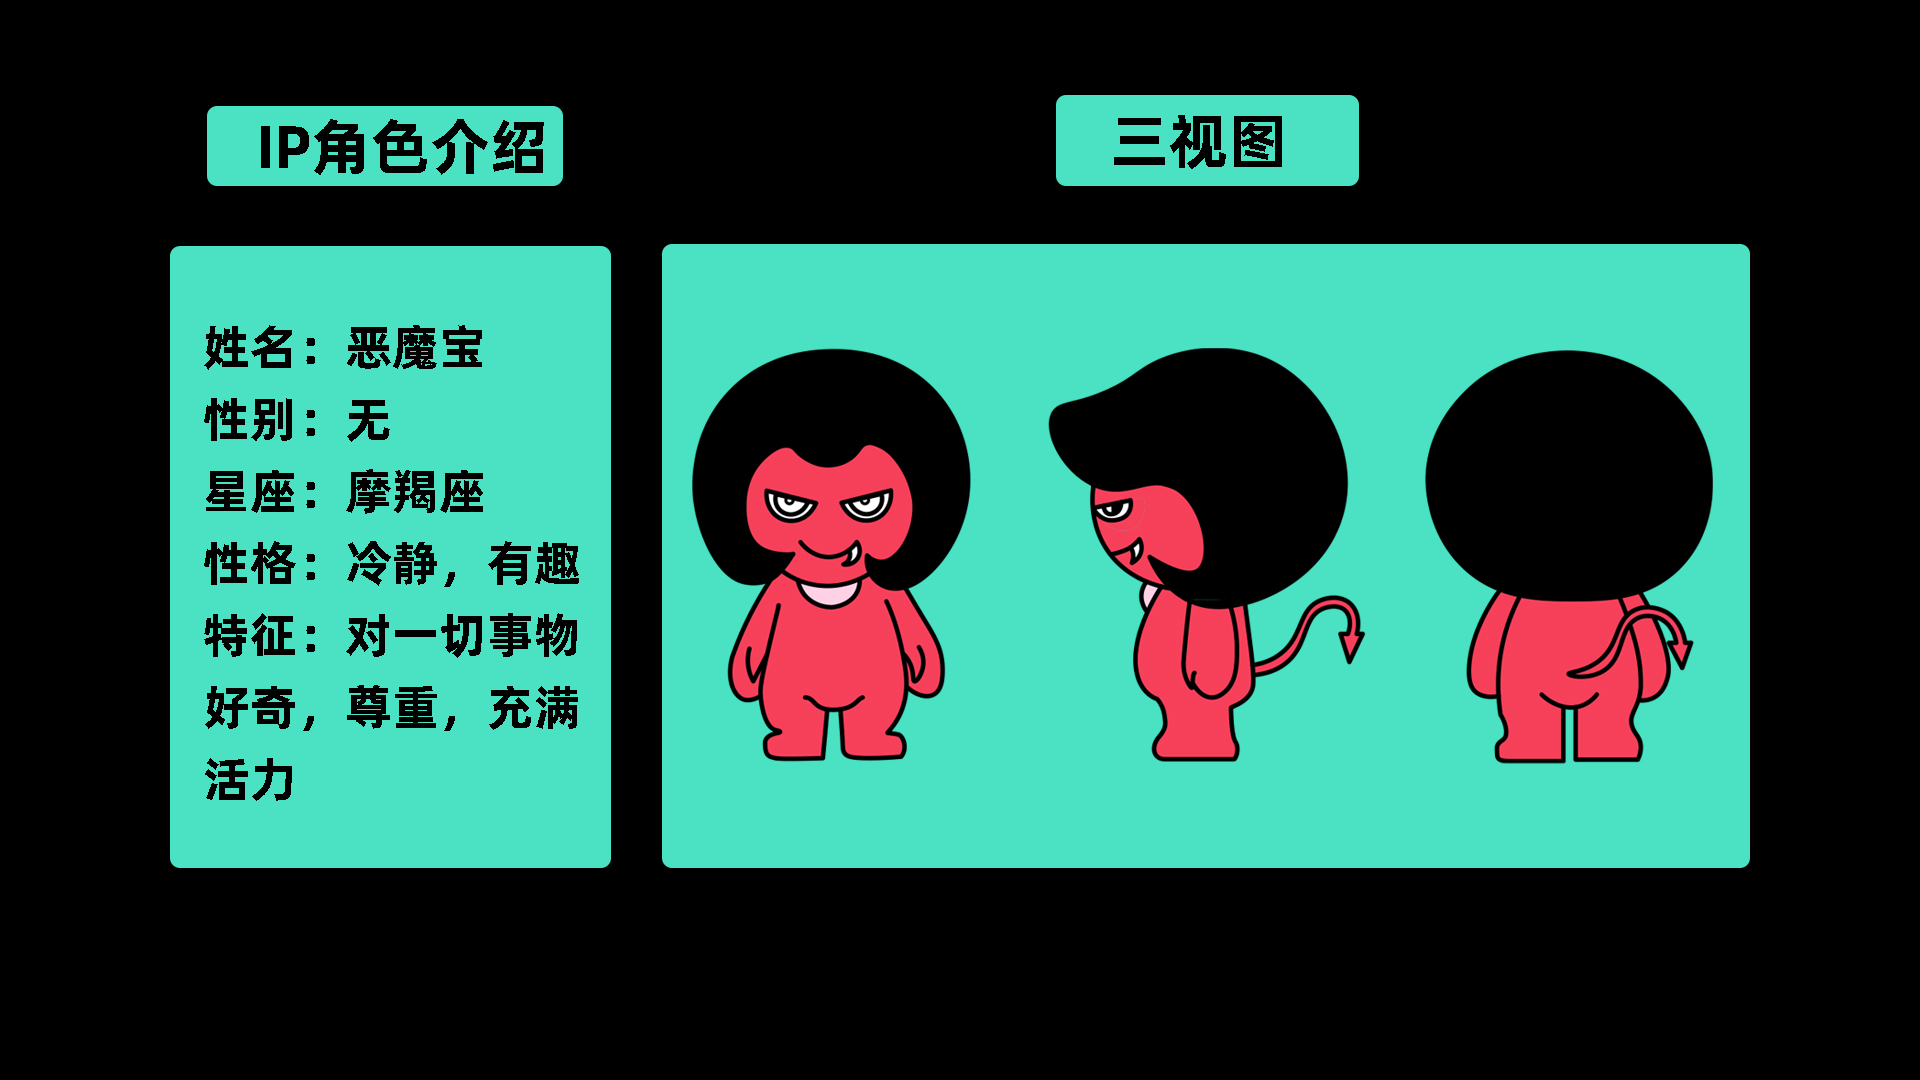 IP角色介绍
三视图
姓名：恶魔宝
性别：无
星座：摩羯座
性格：冷静，有趣
特征：对一切事物
好奇，尊重，充满
活力